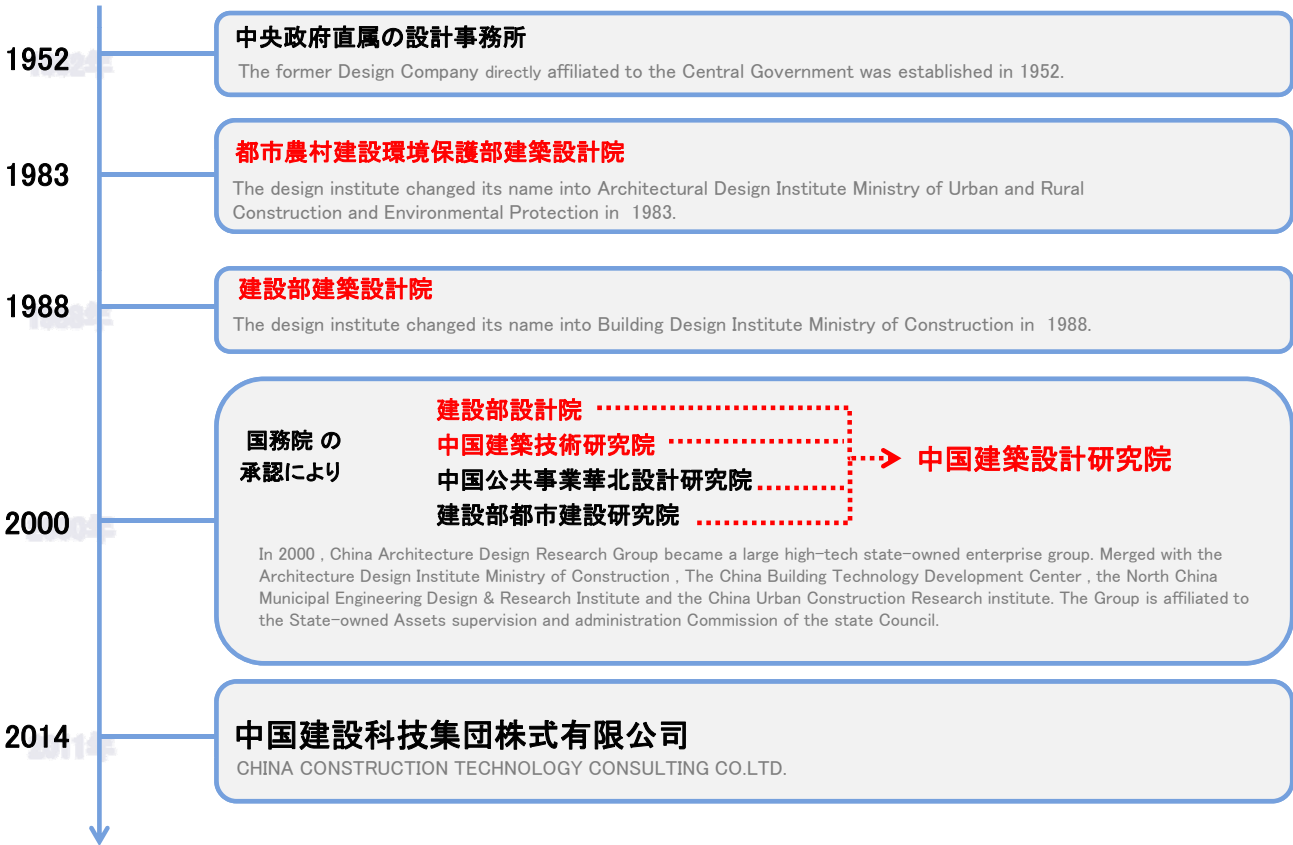 1952
中央政府直属の設計事務所
The former Design Company directly affiliated to the Central Government was established in 1952.
1983
都市農村建設環境保護部建築設計院
The design institute changed its name into Architectural Design Institute Ministry of Urban and Rural
Construction and Environmental Protection in 1983.
1988
建設部建築設計院
The design institute changed its name into Building Design Institute Ministry of Construction in 1988.
2000
国務院 の
承認により
建設部設計院
中国建築技術研究院
中国公共事業華北設計研究院
建設部都市建設研究院
中国建築設計研究院
In 2000 , China Architecture Design Research Group became a large high-tech state-owned enterprise group. Merged with the
Architecture Design Institute Ministry of Construction , The China Building Technology Development Center , the North China
Municipal Engineering Design & Research Institute and the China Urban Construction Research institute. The Group is affiliated to
the State-owned Assets supervision and administration Commission of the state Council.
2014
中国建設科技集団株式有限公司
CHINA CONSTRUCTION TECHNOLOGY CONSULTING CO.LTD.